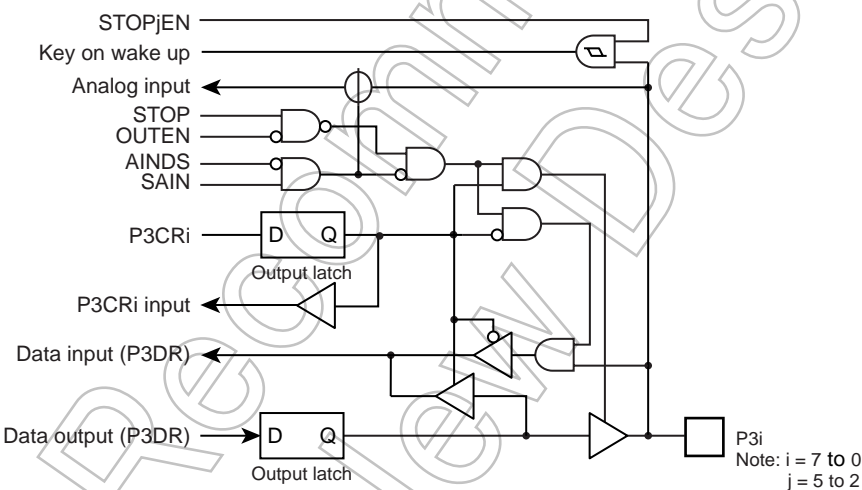 STOPjEN
Key on wake up
Analog input
STOP
OUTEN
AINDS
SAIN
P3CRi
D Q
Output latch
P3CRi input
Data input (P3DR)
Data output (P3DR)
D Q
Output latch
P3i
Note: i = 7 to 0
j = 5 to 2